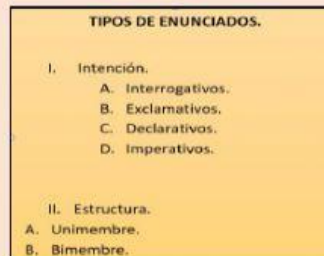 TIPOS DE ENUNCIADOS.
I. Intención.
A. Interrogativos.
B. Exclamativos.
C. Declarativos.
D. Imperativos.
II. Estructura.
A. Unimembre.
B. Bimembre.